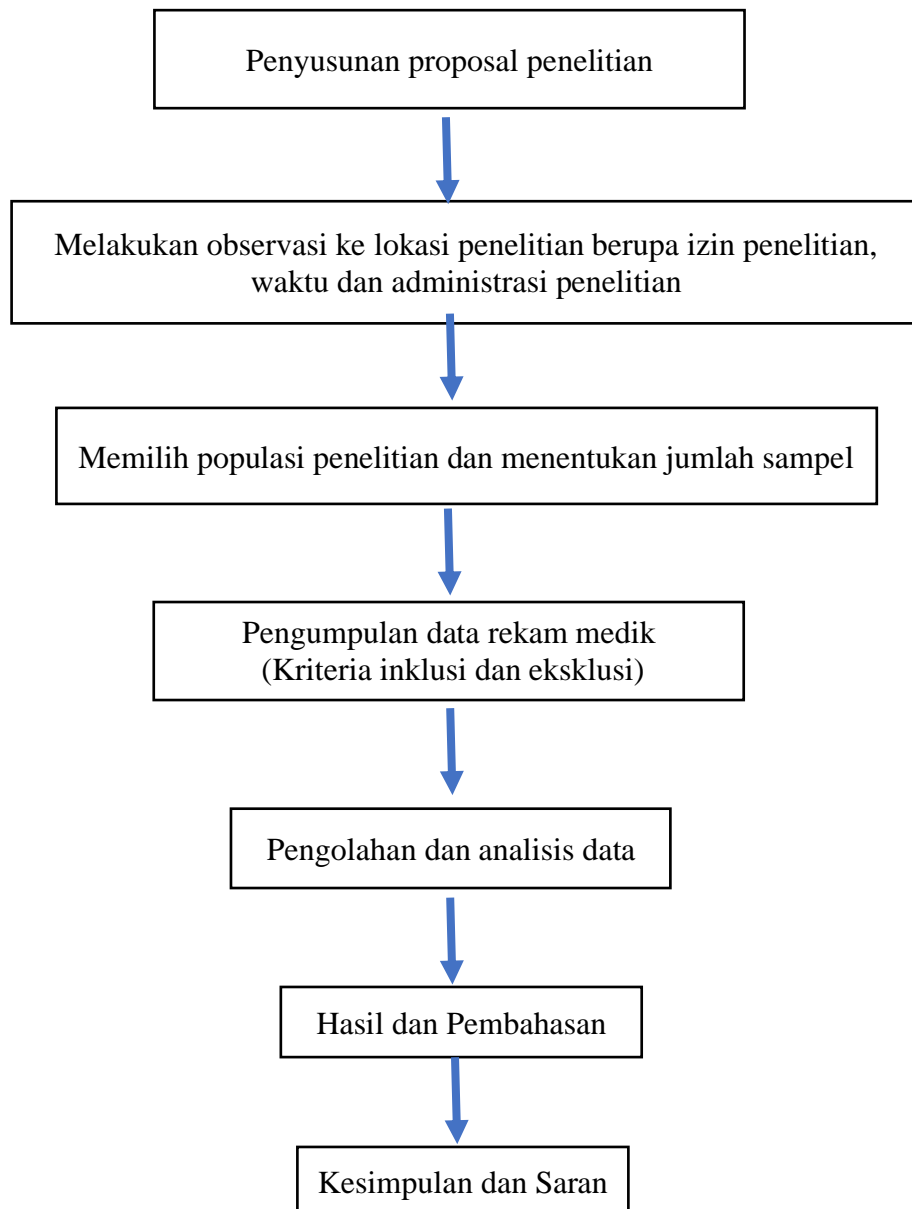 Penyusunan proposal penelitian
Melakukan observasi ke lokasi penelitian berupa izin penelitian,
waktu dan administrasi penelitian
Memilih populasi penelitian dan menentukan jumlah sampel
Pengumpulan data rekam medik
(Kriteria inklusi dan eksklusi)
Pengolahan dan analisis data
Hasil dan Pembahasan
Kesimpulan dan Saran